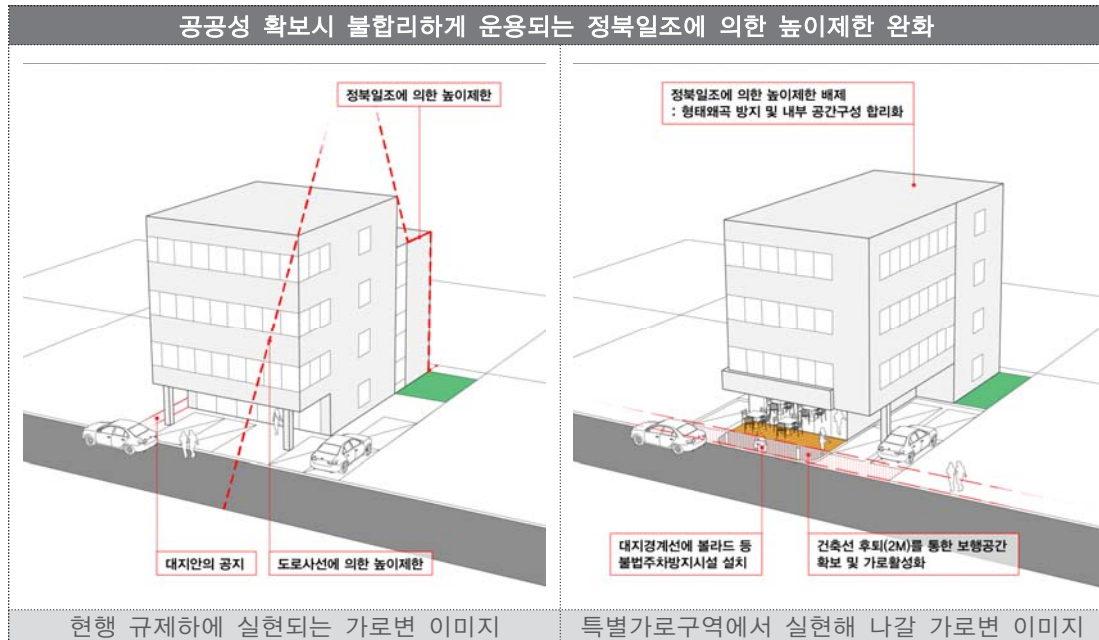 공공성 확보시 불합리하게 운용되는 정북일조에 의한 높이제한 완화
정북일조에 의한 높이제한
대지안의 공지
도로사선에 의한 높이제한
정북일조에 의한 높이제한 배제
: 형태왜곡 방지 및 내부 공간구성 합리화
대지경계선에 볼라드 등
불법주차방지시설 설치
건축선 후퇴(2M)를 통한 보행공간
확보 및 가로활성화
현행 규제하에 실현되는 가로변 이미지
특별가로구역에서 실현해 나갈 가로변 이미지